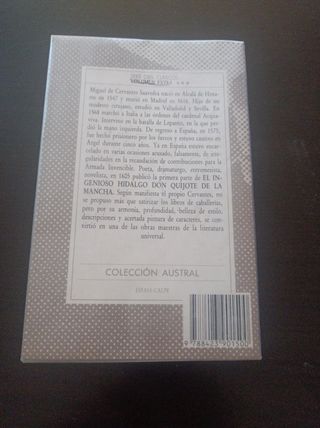 SERIE CIEN CLÁSICOS
VOLUMEN EXTRA ★★★
Miguel de Cervantes Saavedra nació en Alcalá de Hena-
res en 1547 y murió en Madrid en 1616. Hijo de un
modesto cirujano, estudió en Valladolid y Sevilla. En
1568 marchó a Italia a las órdenes del cardenal Acqua-
viva. Intervino en la batalla de Lepanto, en la que per-
dió la mano izquierda. De regreso a España, en 1575,
fue hecho prisionero por los turcos y estuvo cautivo en
Argel durante cinco años. Ya en España estuvo encar-
celado en varias ocasiones acusado, falsamente, de irre-
gularidades en la recaudación de contribuciones para la
Armada Invencible. Poeta, dramaturgo, entremesista,
novelista, en 1605 publicó la primera parte de EL IN-
GENIOSO HIDALGO DON QUIJOTE DE LA
MANCHA. Según manifiesta el propio Cervantes, no
se propuso más que satirizar los libros de caballerías,
pero por su armonía, profundidad, belleza de estilo,
descripciones y acertada pintura de caracteres, se con-
virtió en una de las obras maestras de la literatura
universal.
COLECCIÓN AUSTRAL
ESPASA-CALPE
9 788423 901500